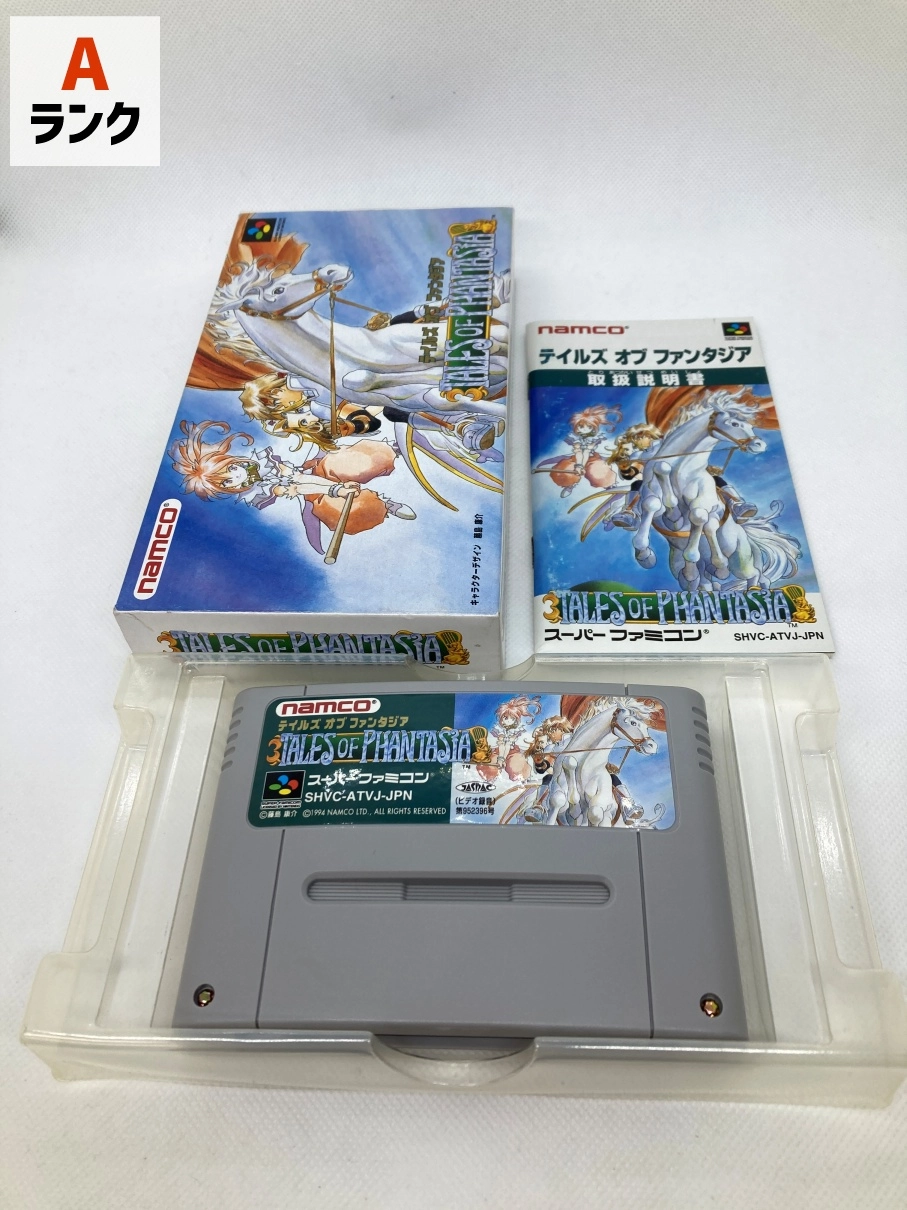 A
ランク
テイルズ オブ ファンタジア
TALES OF PHANTASIA
namco®
キャラクターデザイン 藤島 康介
TALES OF PHANTASIA™
namco®
テイルズ オブ ファンタジア
取扱説明書
TALES OF PHANTASIA™
スーパー ファミコン®
SHVC-ATVJ-JPN
namco®
テイルズ オブ ファンタジア
TALES OF PHANTASIA™
スーパーファミコン®
SHVC-ATVJ-JPN
JASRAC
(ビデオ録音)
第952396号
©藤島 康介 ©1994 NAMCO LTD., ALL RIGHTS RESERVED